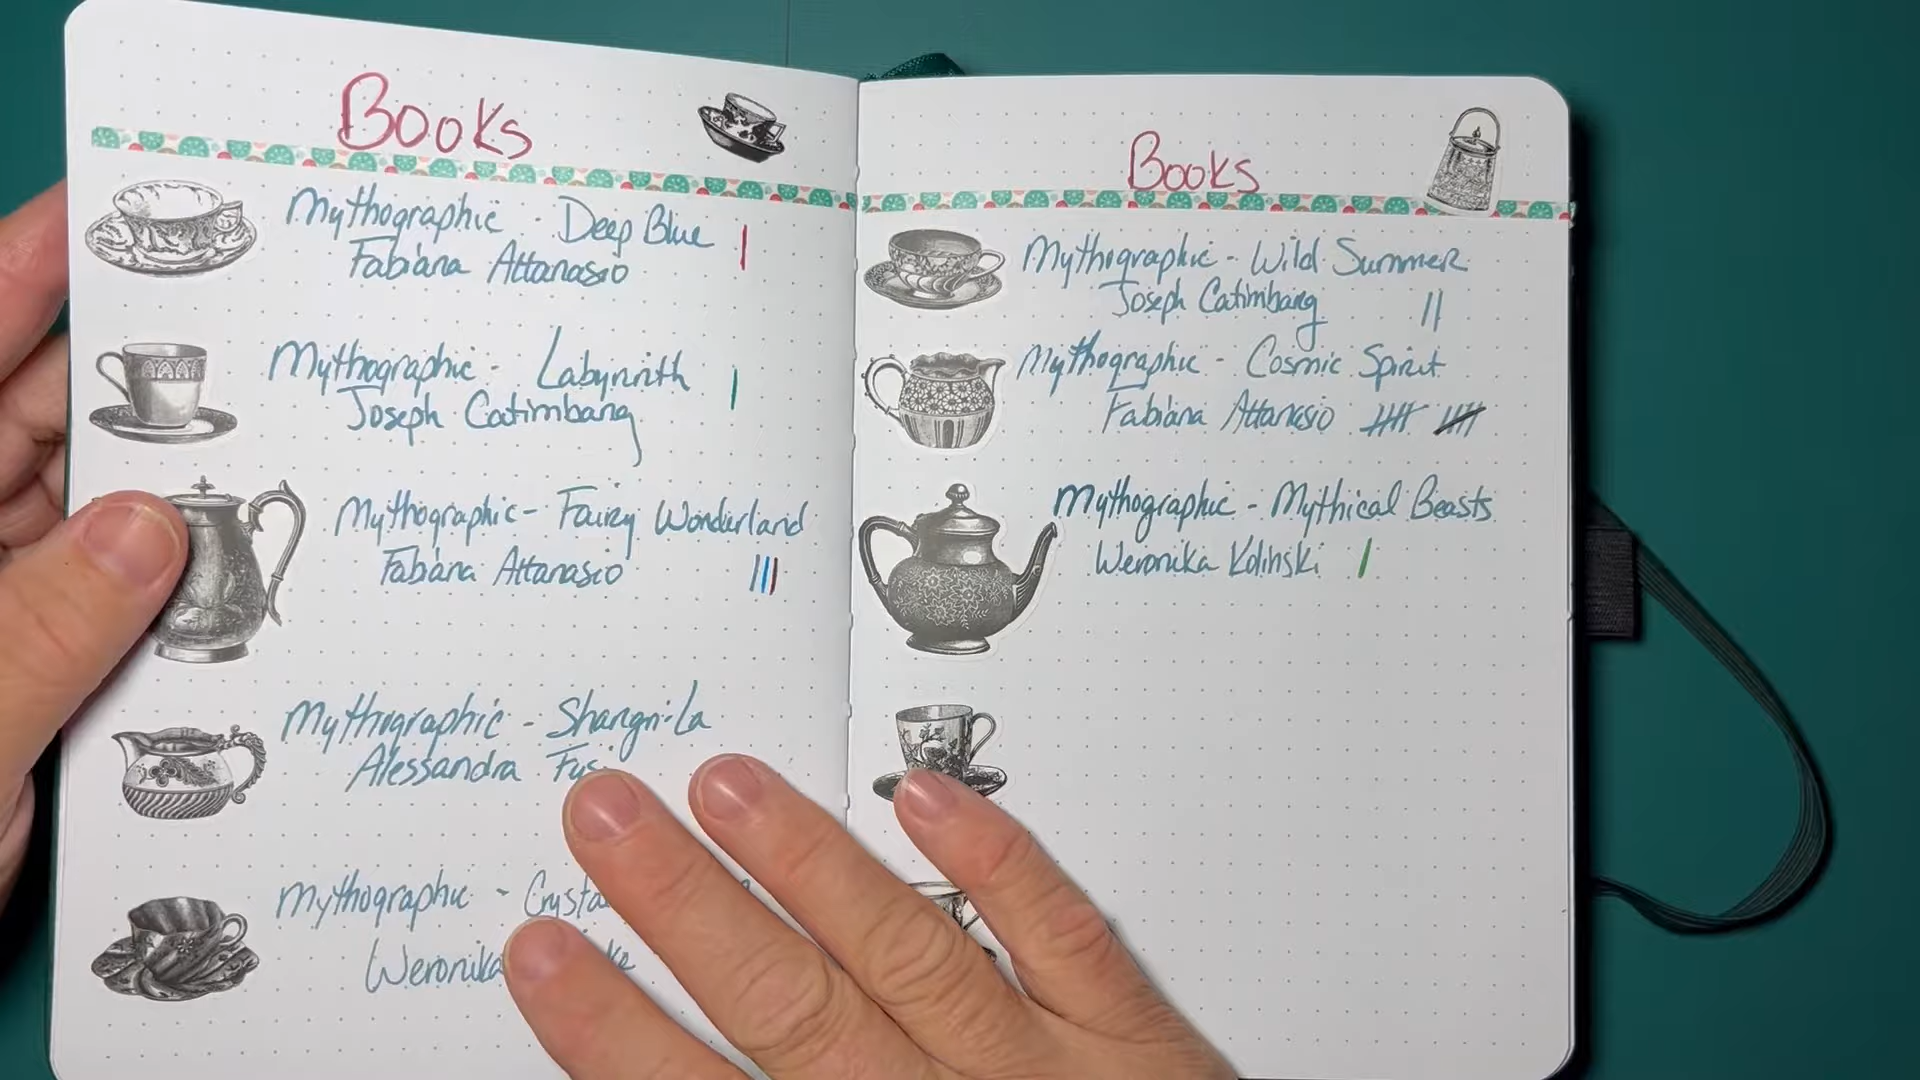 Books
Mythographic - Deep Blue
Fabiana Attanasio
Mythographic - Labyrinth
Joseph Catimbang
Mythographic - Fairy Wonderland
Fabiana Attanasio
Mythographic - Shangri-La
Alessandra
Mythographic -
Weronika
Books
Mythographic - Wild Summer
Joseph Catimbang
Mythographic - Cosmic Spirit
Fabiana Attanasio
Mythographic - Mythical Beasts
Weronika Kolinski